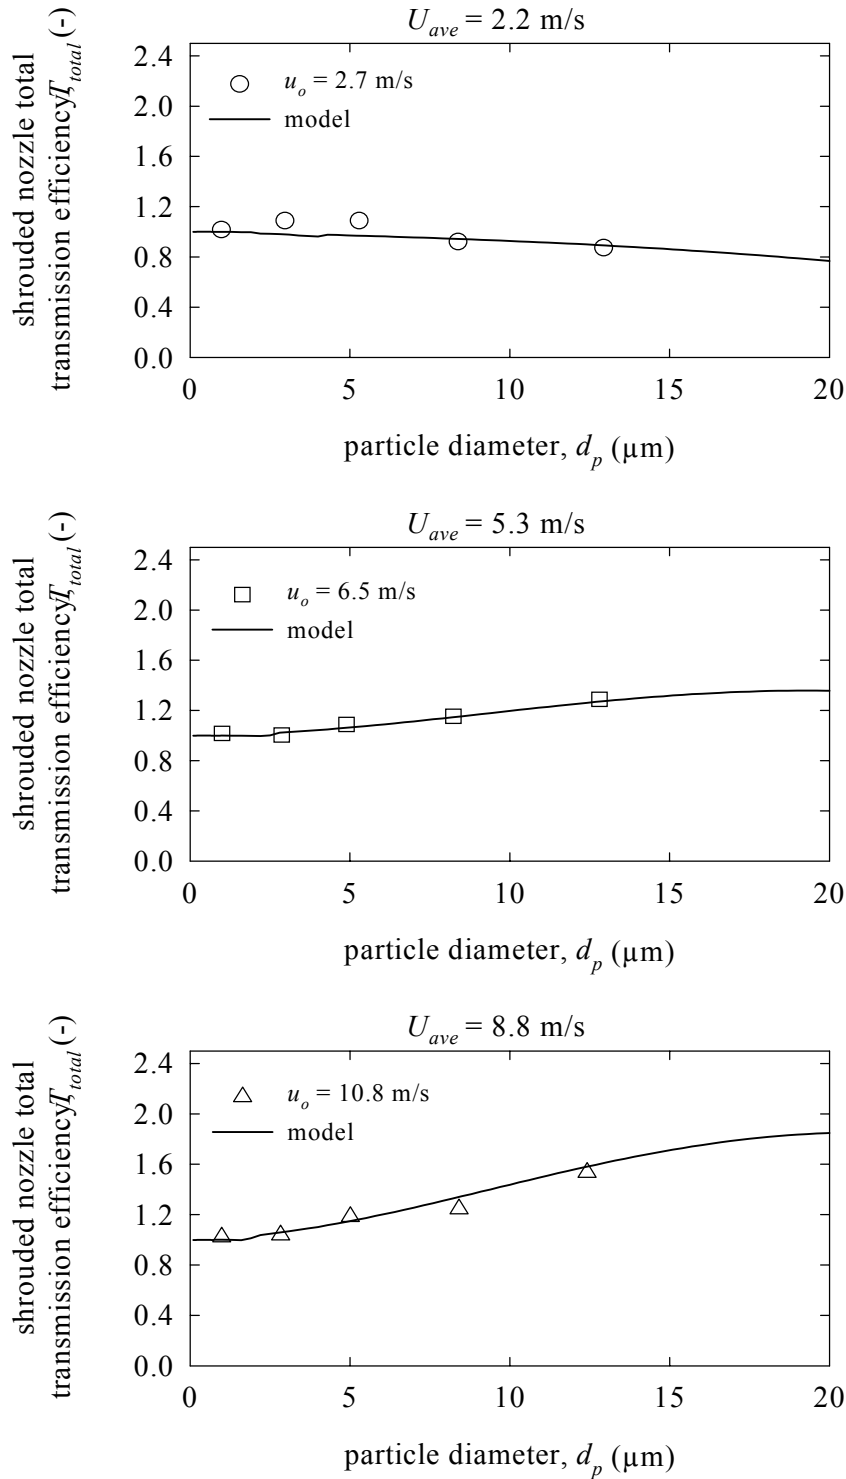 U_ave = 2.2 m/s
shrouded nozzle total
transmission efficiency, T_total (-)
2.4
2.0
1.6
1.2
0.8
0.4
0.0
u_o = 2.7 m/s
model
0 5 10 15 20
particle diameter, d_p (µm)
U_ave = 5.3 m/s
shrouded nozzle total
transmission efficiency, T_total (-)
2.4
2.0
1.6
1.2
0.8
0.4
0.0
u_o = 6.5 m/s
model
0 5 10 15 20
particle diameter, d_p (µm)
U_ave = 8.8 m/s
shrouded nozzle total
transmission efficiency, T_total (-)
2.4
2.0
1.6
1.2
0.8
0.4
0.0
u_o = 10.8 m/s
model
0 5 10 15 20
particle diameter, d_p (µm)